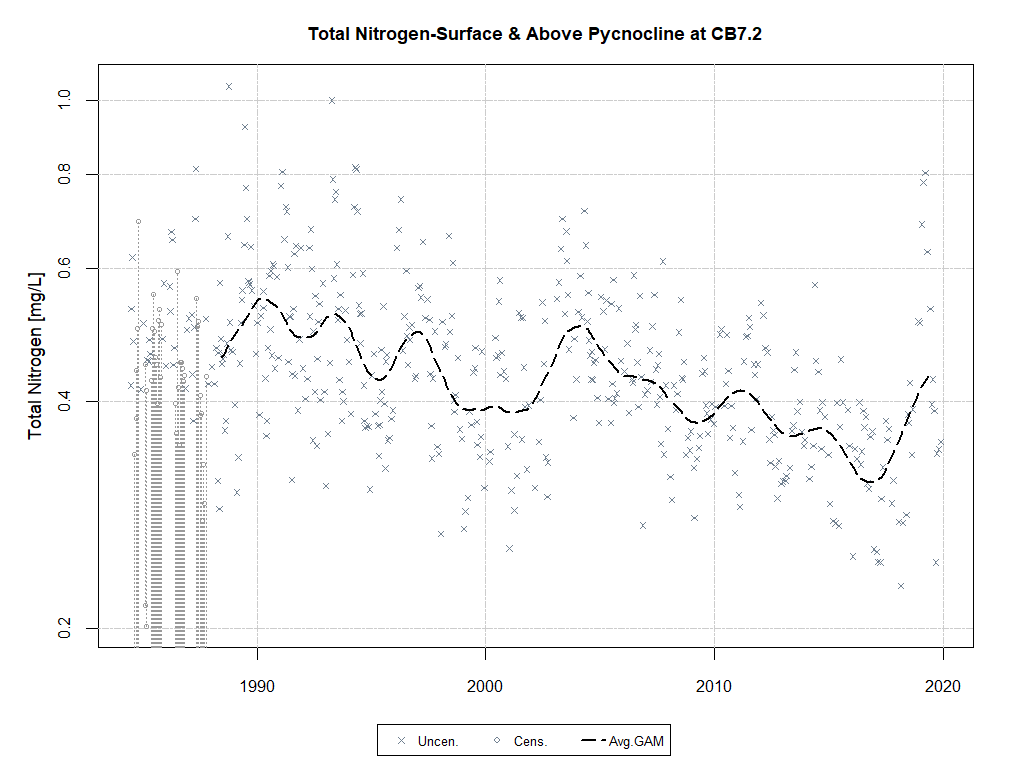 Total Nitrogen-Surface & Above Pycnocline at CB7.2
Total Nitrogen [mg/L]
1.0
0.8
0.6
0.4
0.2
1990 2000 2010 2020
Uncen. Cens. Avg.GAM